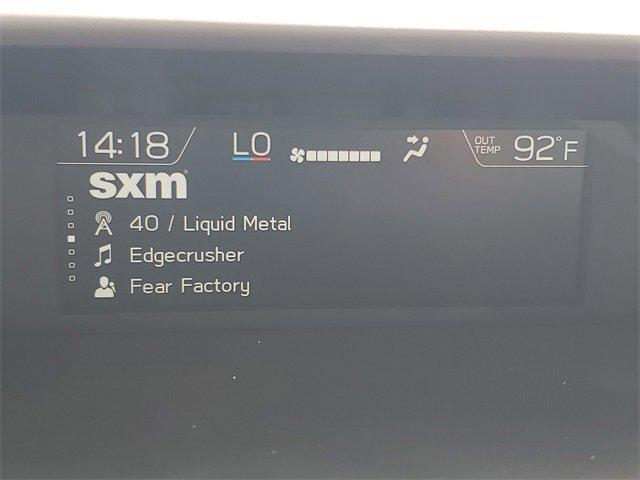 14:18 LO OUT TEMP 92°F
sxm
40 / Liquid Metal
Edgecrusher
Fear Factory